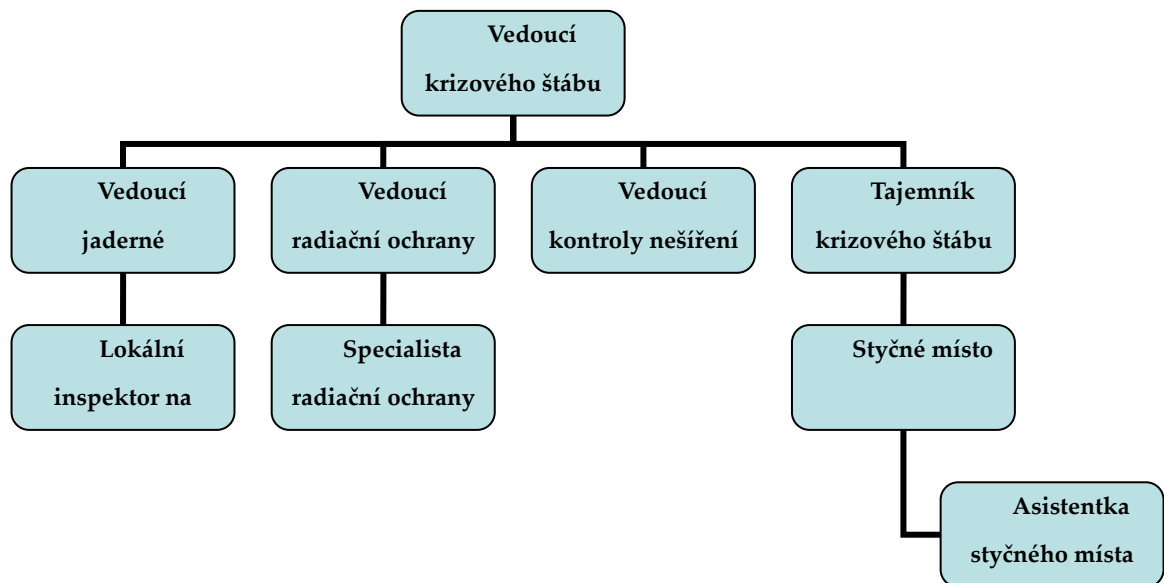 Vedoucí
krizového štábu
Vedoucí
jaderné
Vedoucí
radiační ochrany
Vedoucí
kontroly nešíření
Tajemník
krizového štábu
Lokální
inspektor na
Specialista
radiační ochrany
Styčné místo
Asistentka
styčného místa